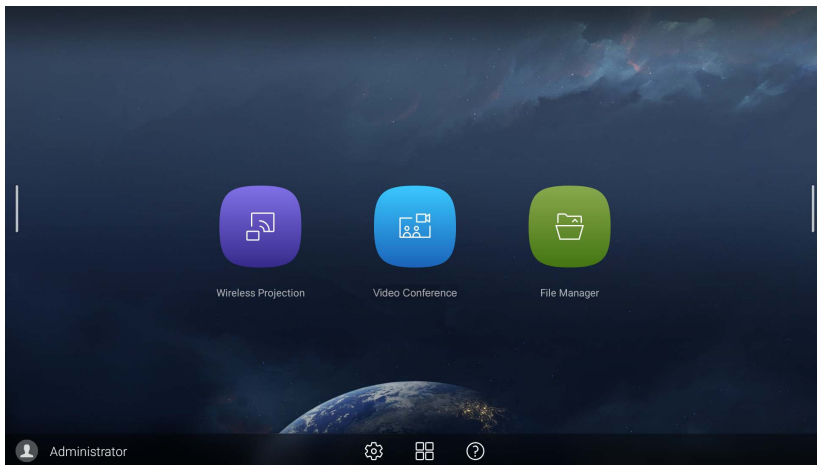 Wireless Projection
Video Conference
File Manager
Administrator